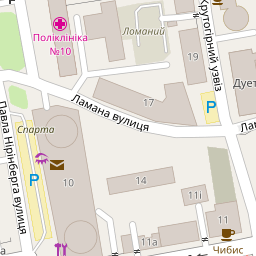 Поліклініка
№10
Ломаний
Крутогірний узвіз
19
Дует
17
Ламана вулиця
Лам
Спарта
Павла Нірінберга вулиця
10
14
11і
11
11а
Чибис